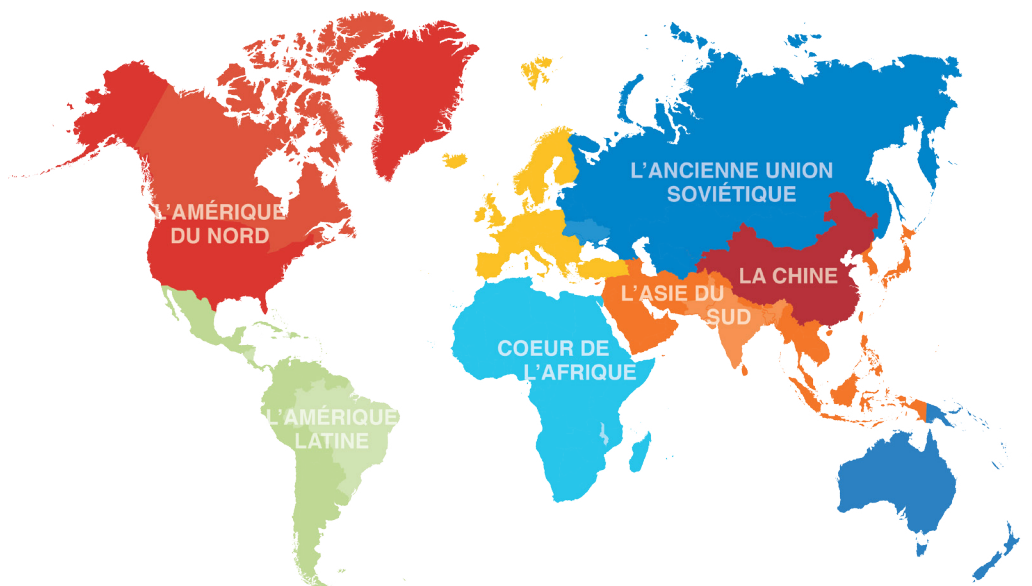 L'AMÉRIQUE
DU NORD
L'ANCIENNE UNION
SOVIÉTIQUE
LA CHINE
L'ASIE DU
SUD
COEUR DE
L'AFRIQUE
L'AMÉRIQUE
LATINE